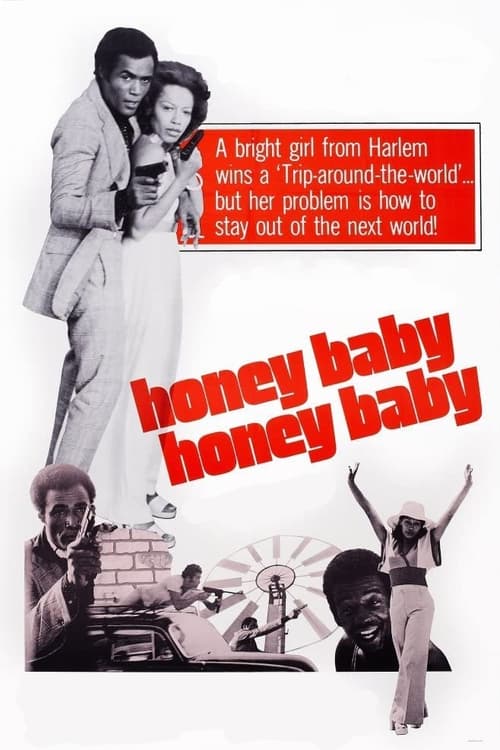 A bright girl from Harlem
wins a 'Trip-around-the-world'...
but her problem is how to
stay out of the next world!
honey baby
honey baby